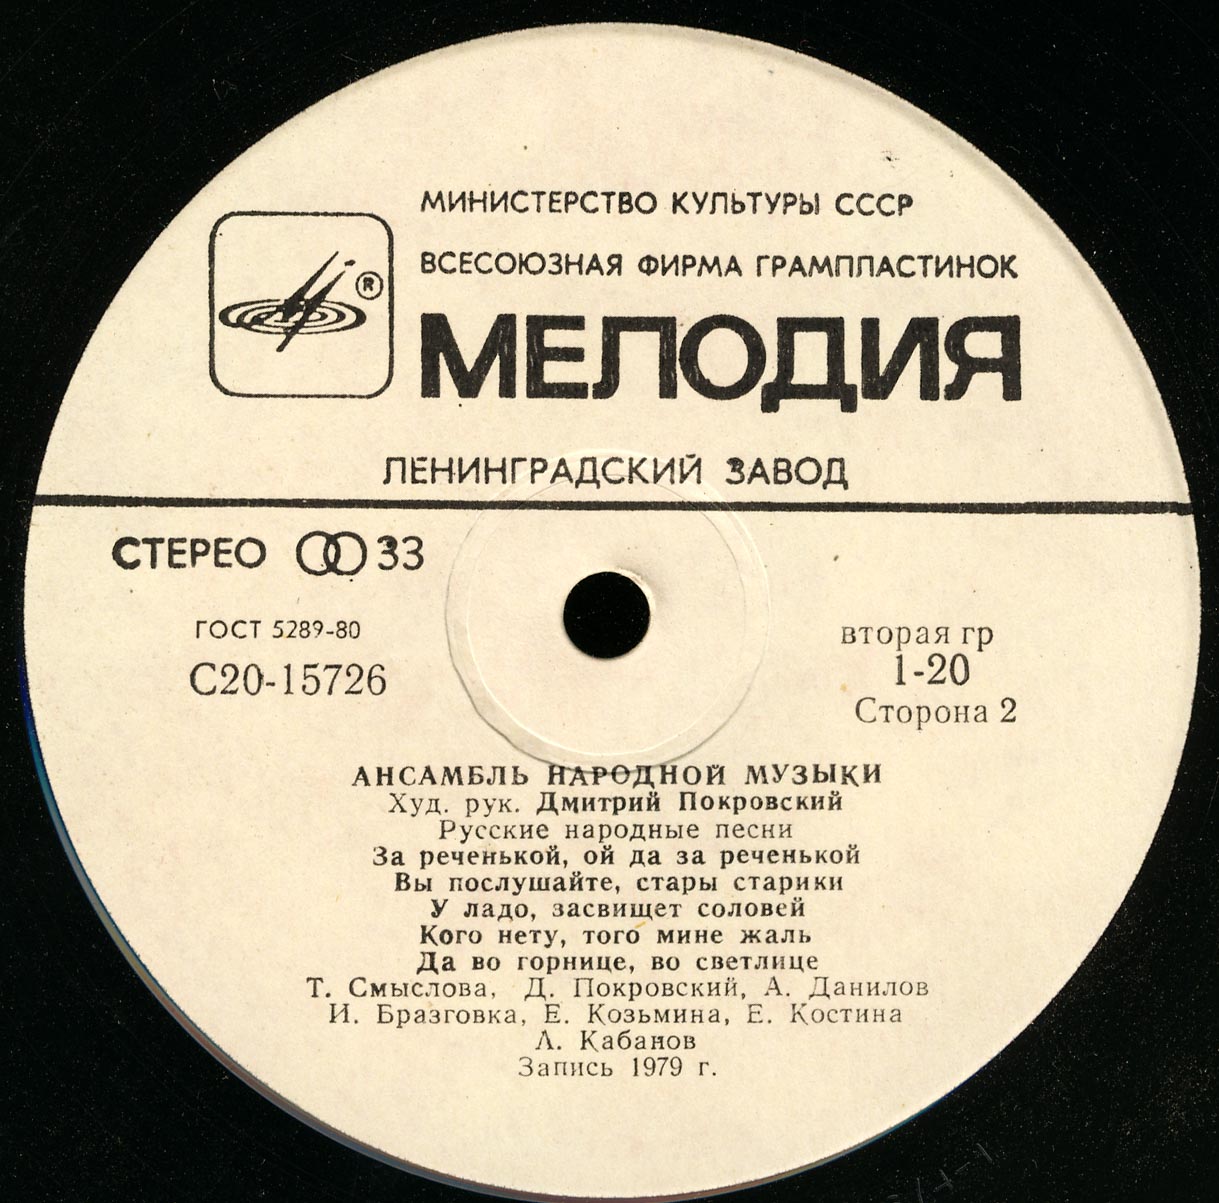 МИНИСТЕРСТВО КУЛЬТУРЫ СССР
ВСЕСОЮЗНАЯ ФИРМА ГРАМПЛАСТИНОК
®
МЕЛОДИЯ
ЛЕНИНГРАДСКИЙ ЗАВОД
СТЕРЕО 33
ГОСТ 5289-80
С20-15726
вторая гр
1-20
Сторона 2
АНСАМБЛЬ НАРОДНОЙ МУЗЫКИ
Худ. рук. Дмитрий Покровский
Русские народные песни
За реченькой, ой да за реченькой
Вы послушайте, стары старики
У ладо, засвищет соловей
Кого нету, того мине жаль
Да во горнице, во светлице
Т. Смыслова, Д. Покровский, А. Данилов
И. Бразговка, Е. Козьмина, Е. Костина
А. Кабанов
Запись 1979 г.